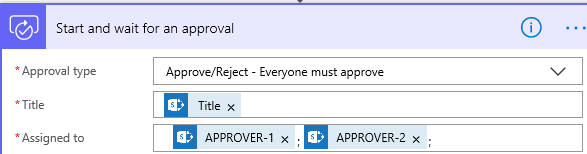 Start and wait for an approval
* Approval type Approve/Reject - Everyone must approve
* Title Title ×
* Assigned to APPROVER-1 × ; APPROVER-2 × ;